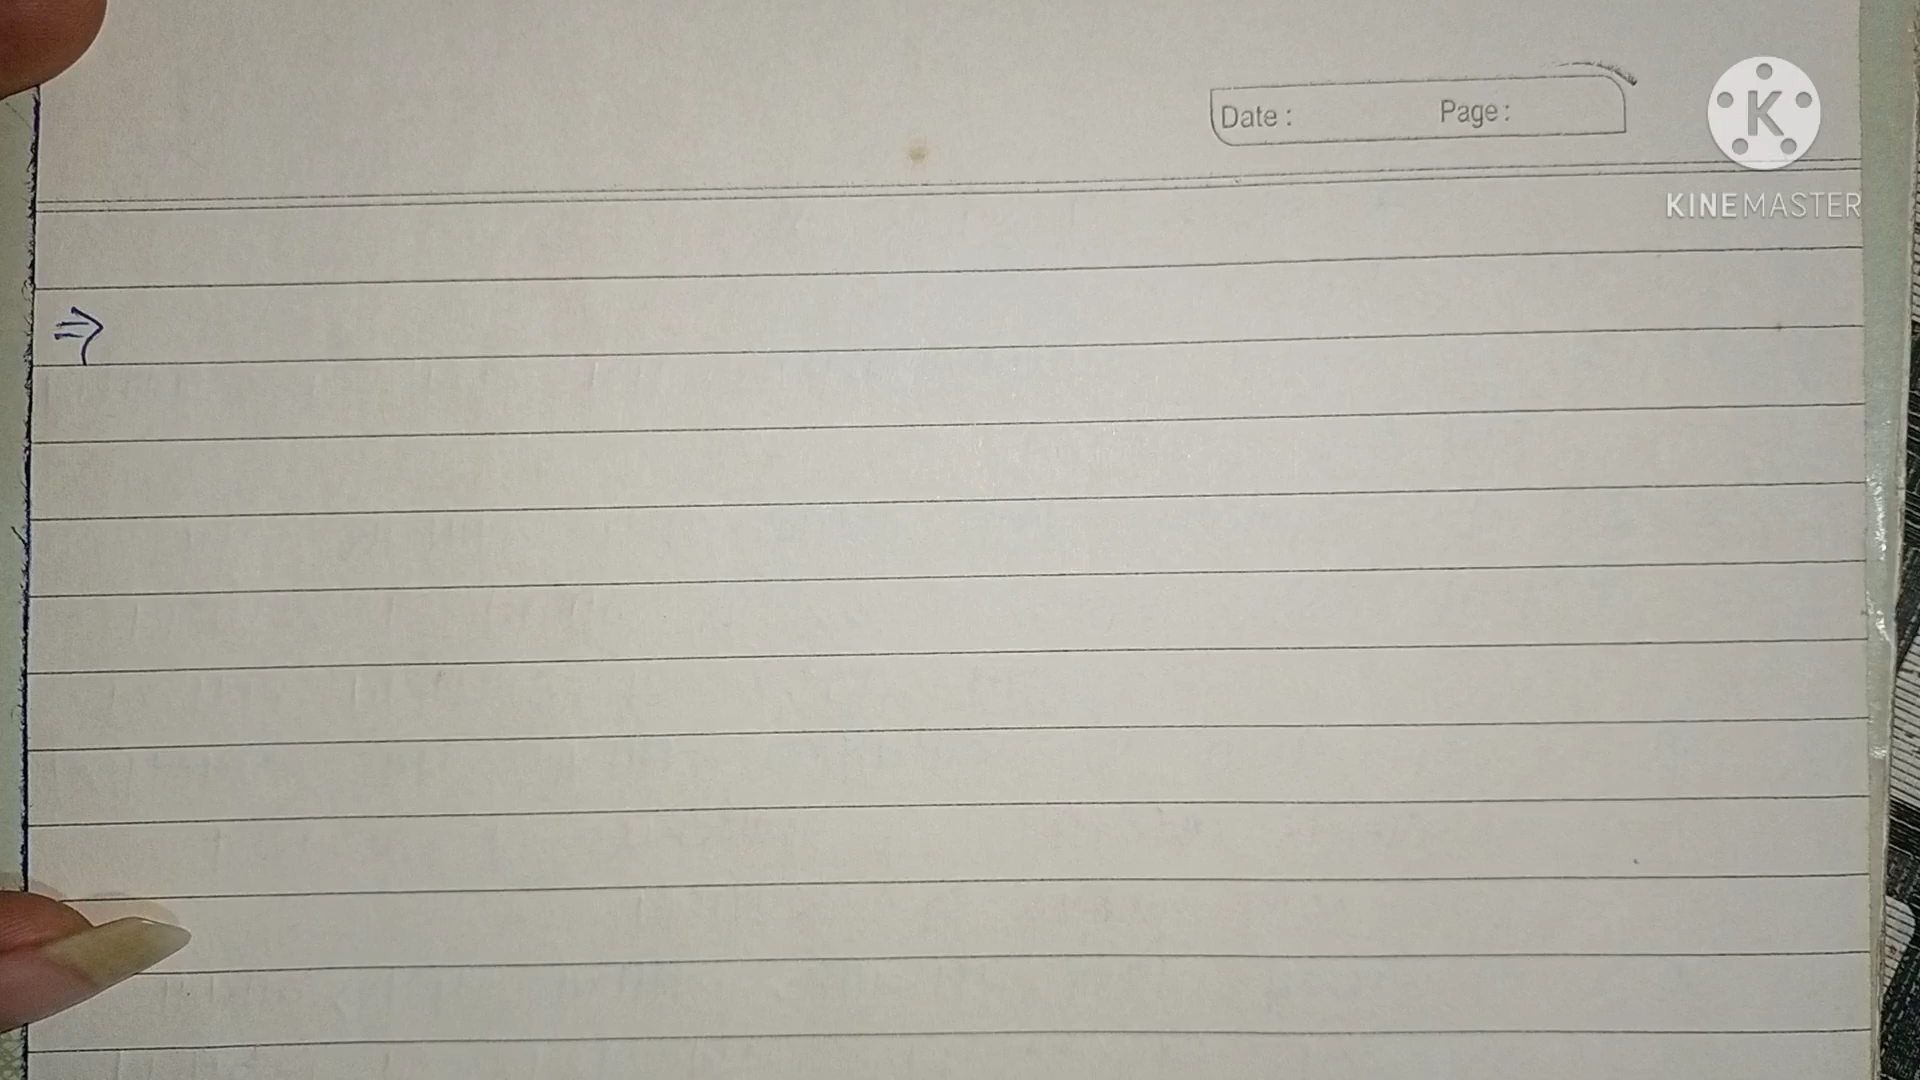 Date : Page :
K
KINEMASTER
⇒